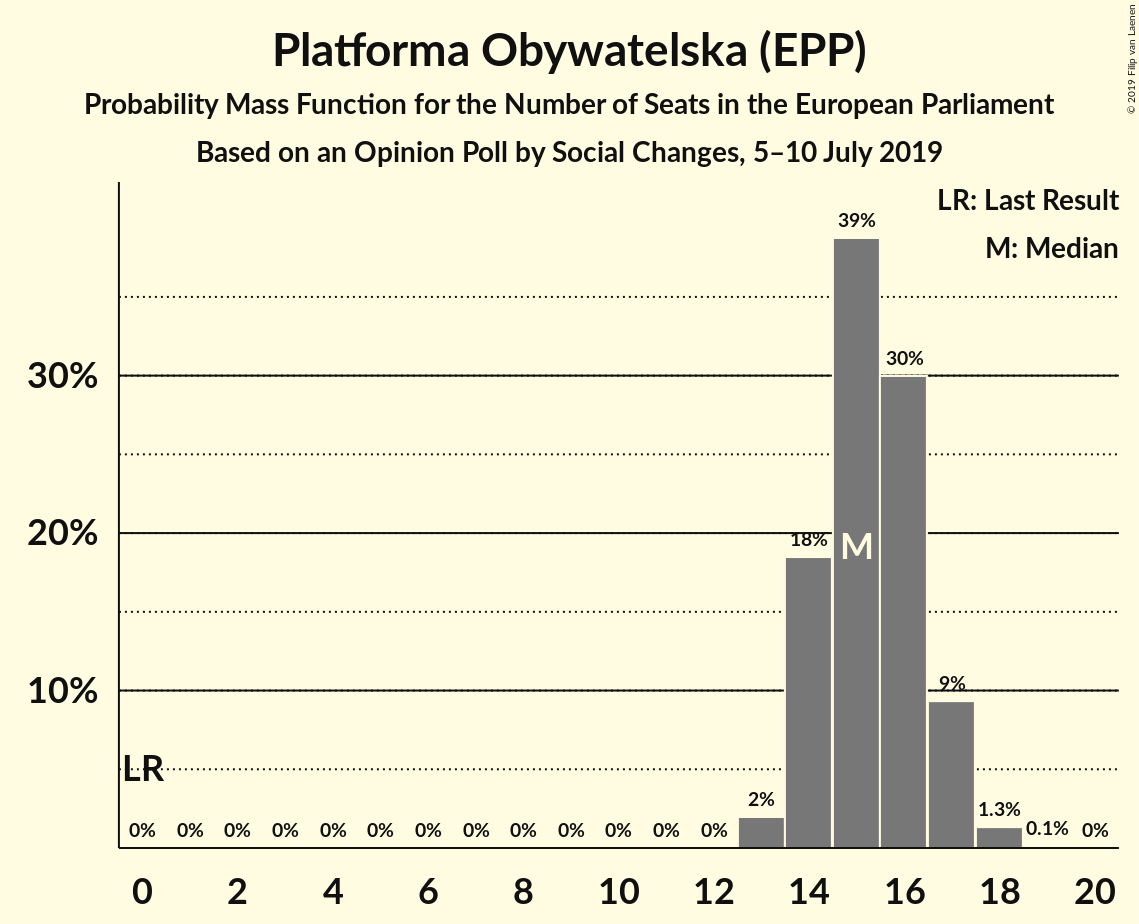 Platforma Obywatelska (EPP)
Probability Mass Function for the Number of Seats in the European Parliament
Based on an Opinion Poll by Social Changes, 5–10 July 2019
© 2019 Filip van Laenen
LR: Last Result
M: Median
39%
30%
30%
20%
18%
M
10%
9%
LR
2%
1.3%
0% 0% 0% 0% 0% 0% 0% 0% 0% 0% 0% 0% 0% 0.1% 0%
0 2 4 6 8 10 12 14 16 18 20